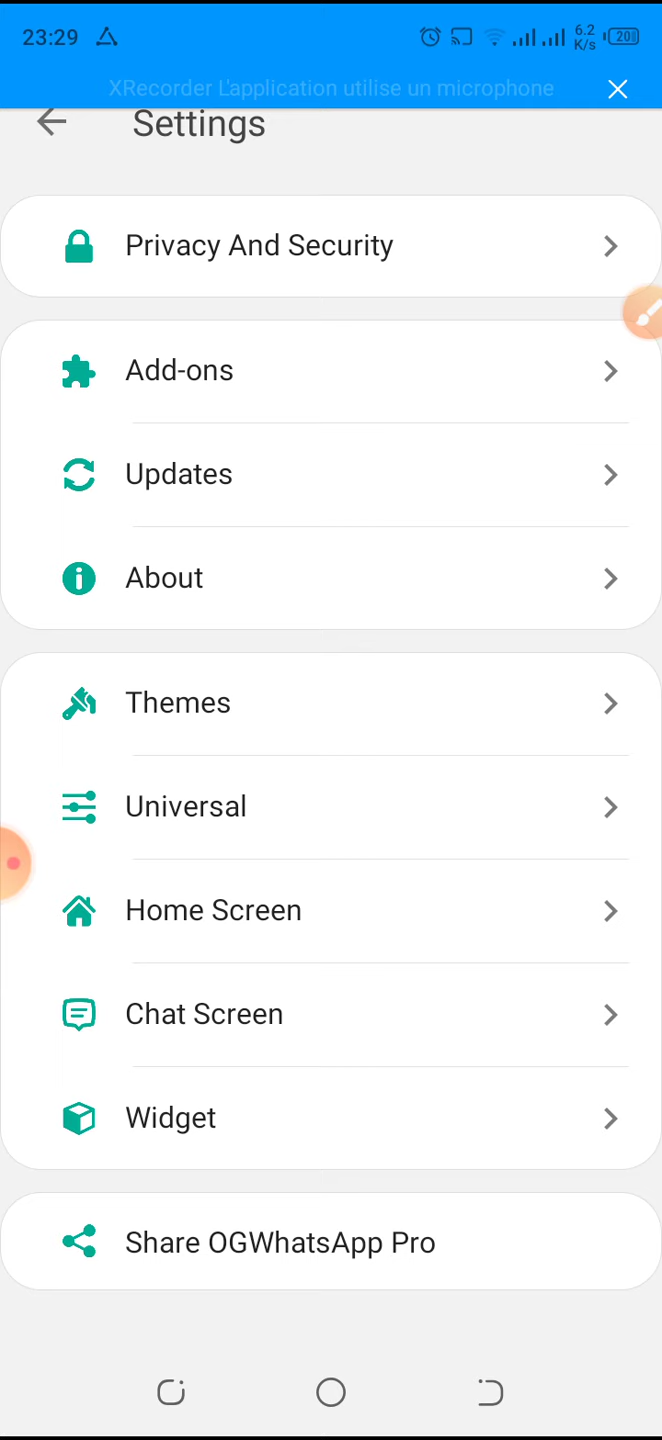 23:29
6.2
K/s
20
XRecorder L'application utilise un microphone
Settings
Privacy And Security
Add-ons
Updates
About
Themes
Universal
Home Screen
Chat Screen
Widget
Share OGWhatsApp Pro